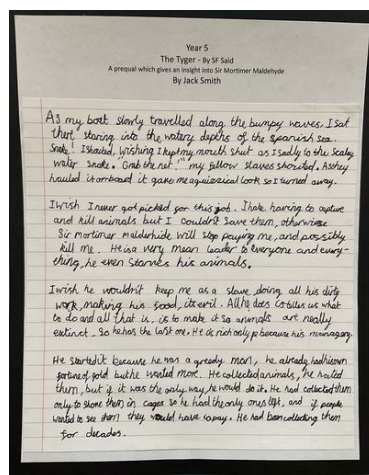 Year 5
The Tyger - By SF Said
A prequel which gives an insight into Sir Mortimer Maldehyde
By Jack Smith
As my boat slowly travelled along the bumpy waves, I sat
there staring into the watery depths of the spanish sea.
Snake! I shouted, wishing I kept my mouth shut as I sadly to the scaley
water snake. "Grab the net!" my fellow slaves shouted. As they
hauled it onboard it gave me a quizzical look so I turned away.
I wish I never got picked for this job. I hate having to capture
and kill animals but I couldn't save them, otherwise
Sir mortimer malderhide will stop paying me, and possibly
kill me. He is a very mean leader to everyone and every-
thing, he even starves his animals.
I wish he wouldn't keep me as a slave doing all his dirty
work, making his food, its evil. All he does is tells us what
to do and all that is, is to make it so animals are really
extinct. So he has the last one. He is rich only because his menagery.
He started it because he was a greedy man, he already had his own
fortune of gold but he wanted more. He collected animals, he hated
them, but if it was the only way he would do it. He had collected them
only to shove them in cages so he had the only ones left, and if people
wanted to see them they would have to pay. He had been collecting them
for decades.